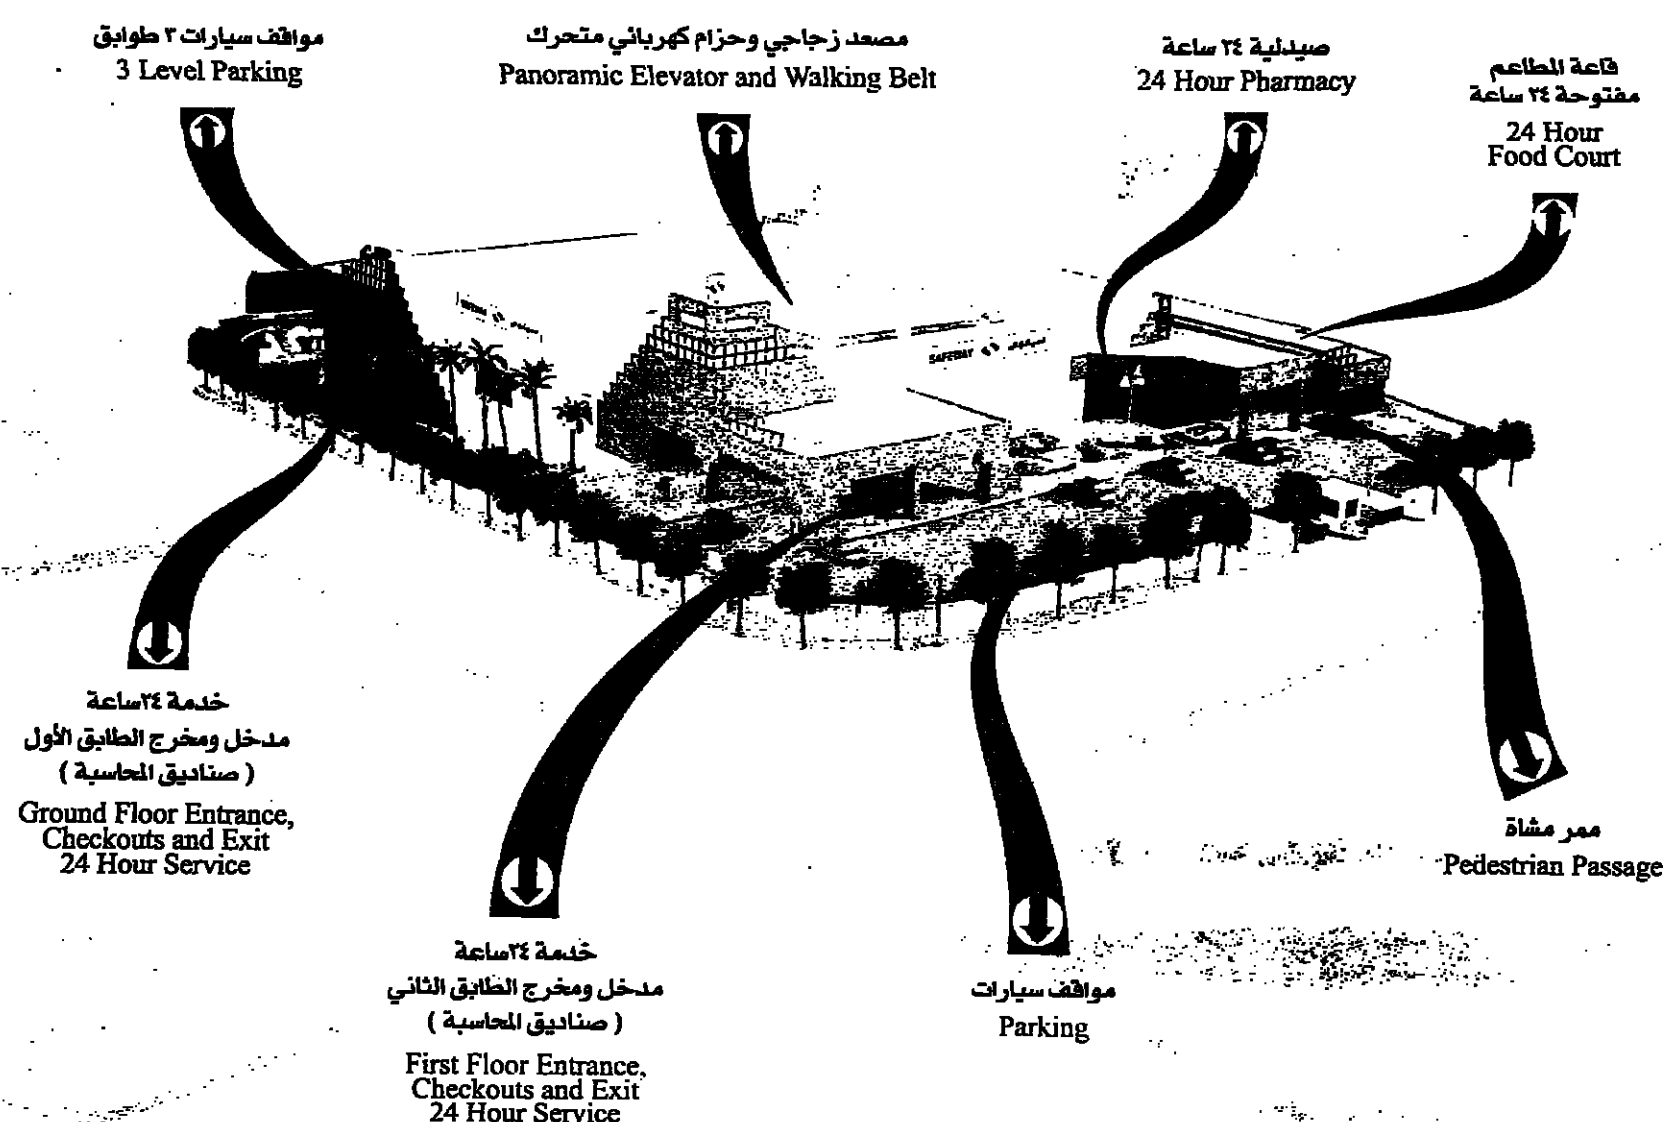 مواقف سيارات ٣ طوابق
3 Level Parking
مصعد زجاجي وحزام كهربائي متحرك
Panoramic Elevator and Walking Belt
صيدلية ٢٤ ساعة
24 Hour Pharmacy
قاعة المطاعم
مفتوحة ٢٤ ساعة
24 Hour
Food Court
SAFEWAY سيفوي
خدمة ٢٤ساعة
مدخل ومخرج الطابق الأول
( صناديق المحاسبة )
Ground Floor Entrance,
Checkouts and Exit
24 Hour Service
خدمة ٢٤ساعة
مدخل ومخرج الطابق الثاني
( صناديق المحاسبة )
First Floor Entrance,
Checkouts and Exit
24 Hour Service
مواقف سيارات
Parking
ممر مشاة
Pedestrian Passage